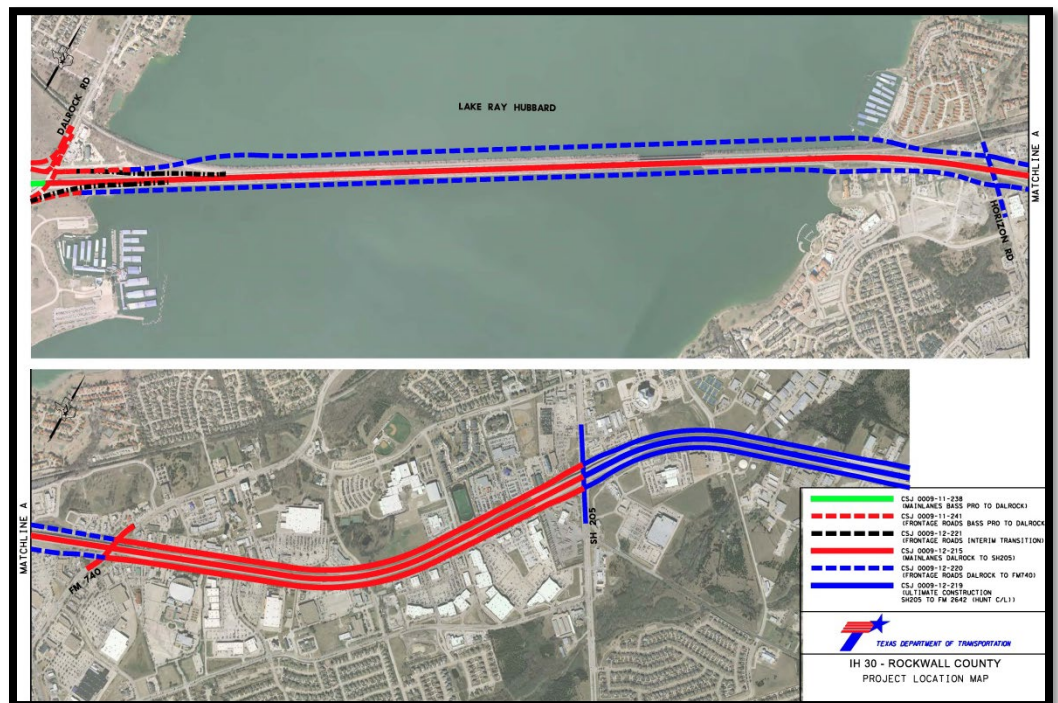 DALROCK RD
LAKE RAY HUBBARD
HORIZON RD
MATCHLINE A
MATCHLINE A
FM 740
SH 205
CSJ 0009-11-238
(MAINLANES BASS PRO TO DALROCK)
CSJ 0009-11-241
(FRONTAGE ROADS BASS PRO TO DALROCK
CSJ 0009-12-221
(FRONTAGE ROADS INTERIM TRANSITION)
CSJ 0009-12-215
(MAINLANES DALROCK TO SH205)
CSJ 0009-12-220
(FRONTAGE ROADS DALROCK TO FM740)
CSJ 0009-12-219
(ULTIMATE CONSTRUCTION
SH205 TO FM 2642 (HUNT C/L))
TEXAS DEPARTMENT OF TRANSPORTATION
IH 30 - ROCKWALL COUNTY
PROJECT LOCATION MAP